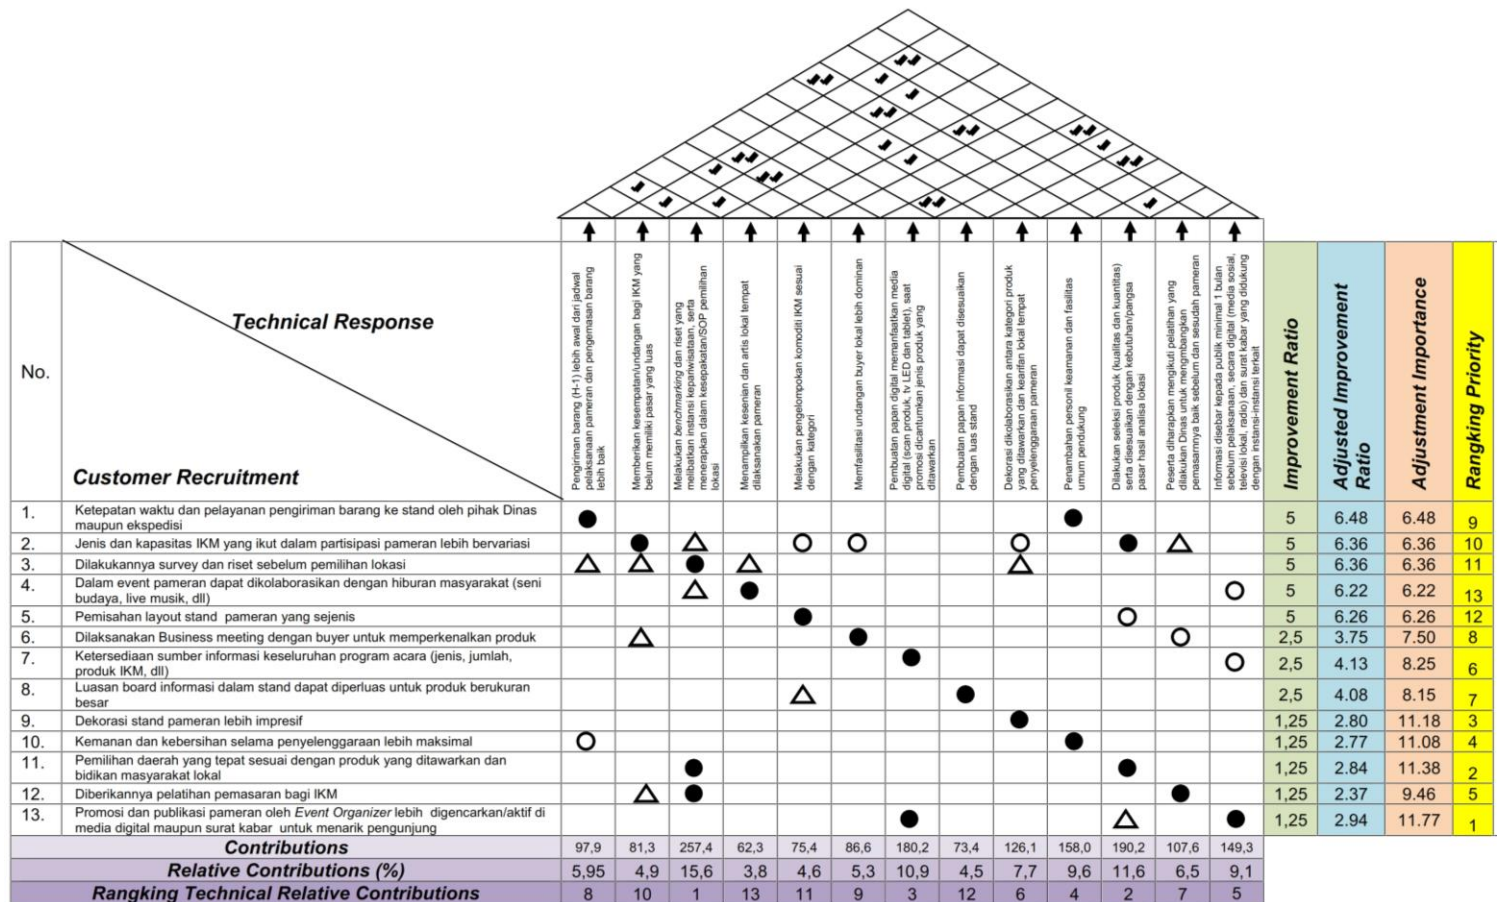 No.
Technical Response
Customer Recruitment
Pengiriman barang (H-1) lebih awal dari jadwal
pelaksanaan pameran dan pengemasan barang
lebih baik
Memberikan kesempatan/undangan bagi IKM yang
belum memiliki pasar yang luas
Melakukan benchmarking dan riset yang
melibatkan instansi kepariwisataan, serta
menerapkan dalam kesepakatan/SOP pemilihan
lokasi
Menampilkan kesenian dan artis lokal tempat
dilaksanakan pameran
Melakukan pengelompokan komoditi IKM sesuai
dengan kategori
Memfasilitasi undangan buyer lokal lebih dominan
Pembuatan papan digital memanfaatkan media
digital (scan produk, tv LED dan tablet), saat
promosi dicantumkan jenis produk yang
ditawarkan
Pembuatan papan informasi dapat disesuaikan
dengan luas stand
Dekorasi dikolaborasikan antara kategori produk
yang ditawarkan dan kearifan lokal tempat
penyelenggaraan pameran
Penambahan personil keamanan dan fasilitas
umum pendukung
Dilakukan seleksi produk (kualitas dan kuantitas)
serta disesuaikan dengan kebutuhan/pangsa
pasar hasil analisa lokasi
Peserta diharapkan mengikuti pelatihan yang
dilakukan Dinas untuk mengmbangkan
pemasarnnya baik sebelum dan sesudah pameran
Informasi disebar kepada publik minimal 1 bulan
sebelum pelaksanaan, secara digital (media sosial,
televisi lokal, radio) dan surat kabar yang didukung
dengan instansi-instansi terkait
Improvement Ratio
Adjusted Improvement
Ratio
Adjustment Importance
Rangking Priority
1. Ketepatan waktu dan pelayanan pengiriman barang ke stand oleh pihak Dinas
maupun ekspedisi
5 6.48 6.48 9
2. Jenis dan kapasitas IKM yang ikut dalam partisipasi pameran lebih bervariasi
5 6.36 6.36 10
3. Dilakukannya survey dan riset sebelum pemilihan lokasi
5 6.36 6.36 11
4. Dalam event pameran dapat dikolaborasikan dengan hiburan masyarakat (seni
budaya, live musik, dll)
5 6.22 6.22 13
5. Pemisahan layout stand pameran yang sejenis
5 6.26 6.26 12
6. Dilaksanakan Business meeting dengan buyer untuk memperkenalkan produk
2,5 3.75 7.50 8
7. Ketersediaan sumber informasi keseluruhan program acara (jenis, jumlah,
produk IKM, dll)
2,5 4.13 8.25 6
8. Luasan board informasi dalam stand dapat diperluas untuk produk berukuran
besar
2,5 4.08 8.15 7
9. Dekorasi stand pameran lebih impresif
1,25 2.80 11.18 3
10. Kemanan dan kebersihan selama penyelenggaraan lebih maksimal
1,25 2.77 11.08 4
11. Pemilihan daerah yang tepat sesuai dengan produk yang ditawarkan dan
bidikan masyarakat lokal
1,25 2.84 11.38 2
12. Diberikannya pelatihan pemasaran bagi IKM
1,25 2.37 9.46 5
13. Promosi dan publikasi pameran oleh Event Organizer lebih digencarkan/aktif di
media digital maupun surat kabar untuk menarik pengunjung
1,25 2.94 11.77 1
Contributions 97,9 81,3 257,4 62,3 75,4 86,6 180,2 73,4 126,1 158,0 190,2 107,6 149,3
Relative Contributions (%) 5,95 4,9 15,6 3,8 4,6 5,3 10,9 4,5 7,7 9,6 11,6 6,5 9,1
Rangking Technical Relative Contributions 8 10 1 13 11 9 3 12 6 4 2 7 5